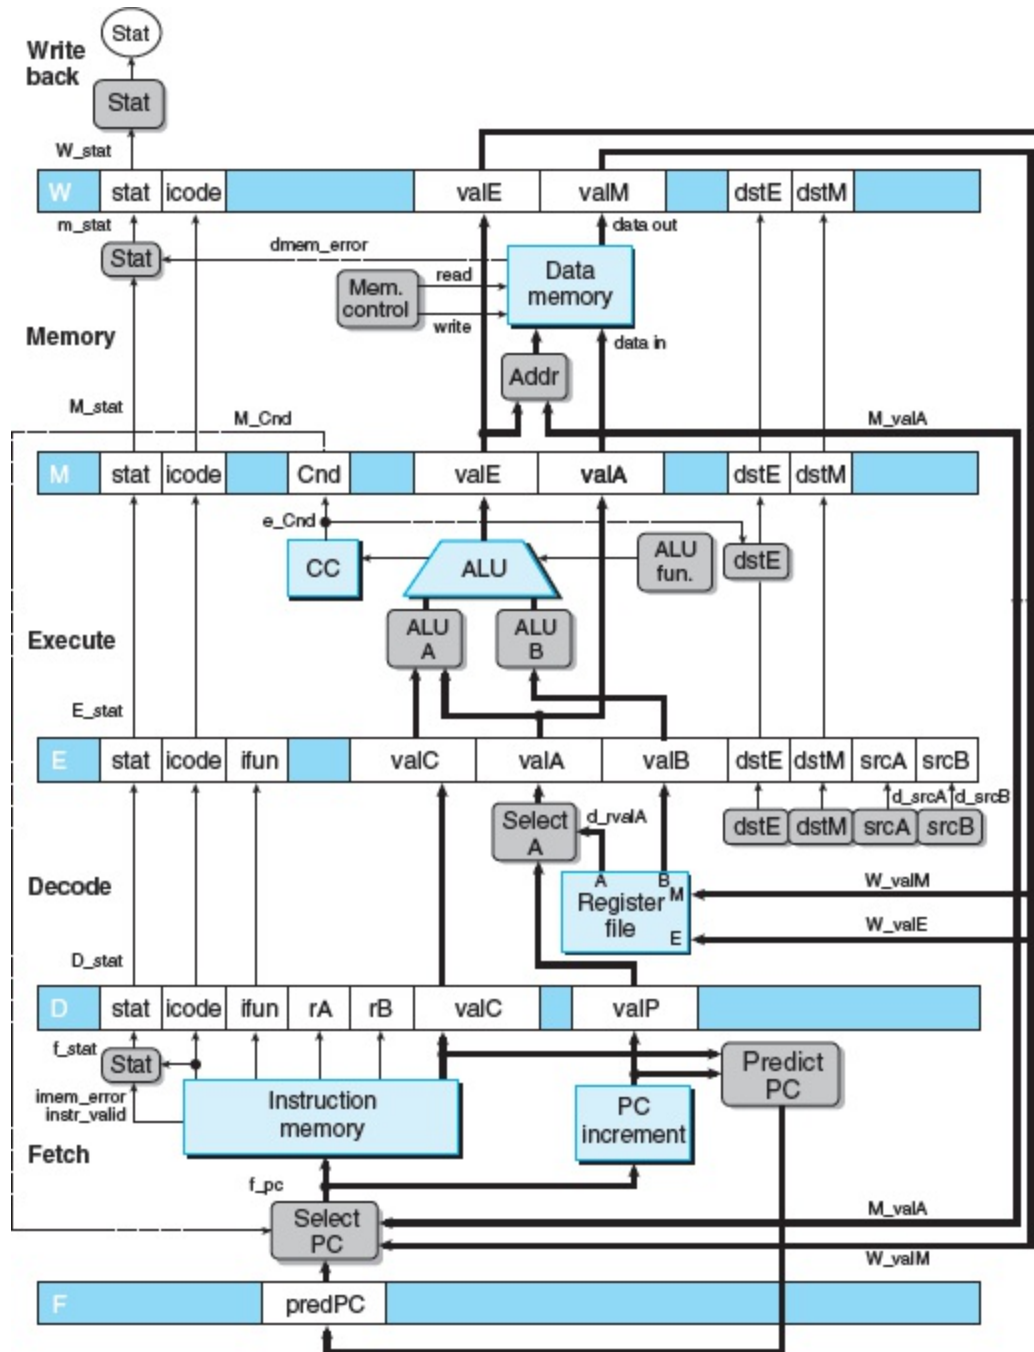 Stat
Write
back
Stat
W_stat
W stat icode valE valM dstE dstM
m_stat
data out
dmem_error
Stat
Data
memory
read
Mem.
control
write
Memory
data in
Addr
M_stat
M_Cnd
M_valA
M stat icode Cnd valE valA dstE dstM
e_Cnd
CC
ALU
ALU
fun.
dstE
ALU
A
ALU
B
Execute
E_stat
E stat icode ifun valC valA valB dstE dstM srcA srcB
d_srcA d_srcB
Select
A
d_rvalA
dstE dstM srcA srcB
Decode
A B
M
Register
file
E
W_valM
W_valE
D_stat
D stat icode ifun rA rB valC valP
f_stat
Stat
Predict
PC
imem_error
instr_valid
Instruction
memory
PC
increment
Fetch
f_pc
Select
PC
M_valA
W_valM
F predPC